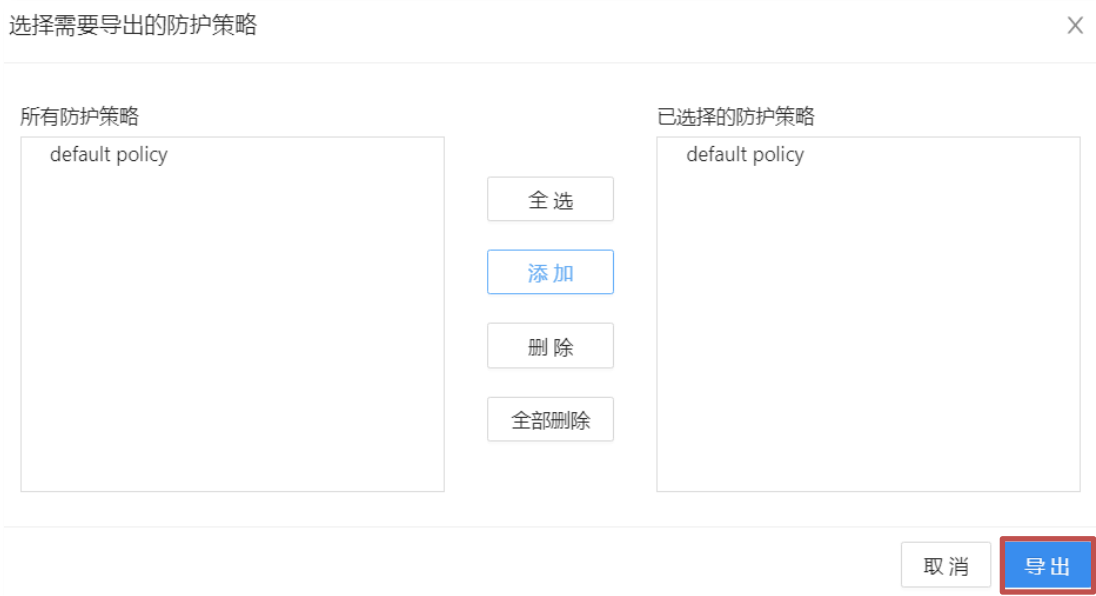 选择需要导出的防护策略
所有防护策略
已选择的防护策略
default policy
default policy
全选
添加
删除
全部删除
取消
导出